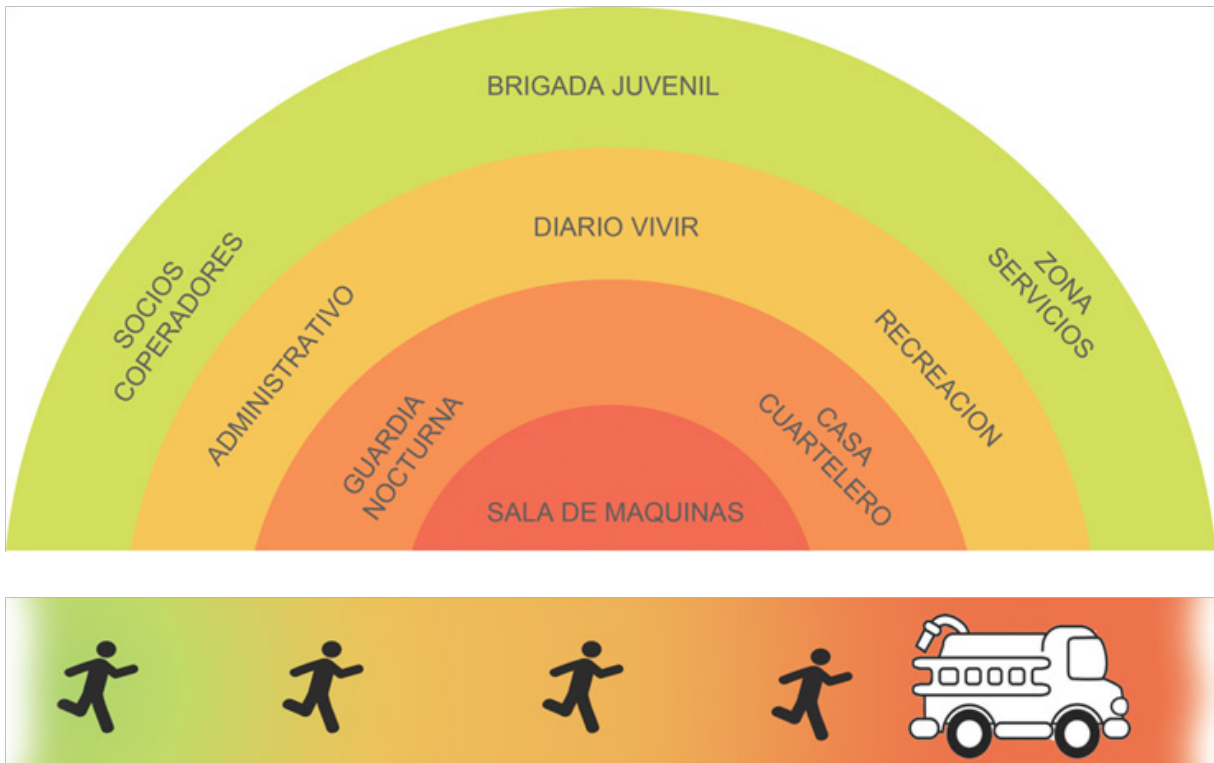 BRIGADA JUVENIL
SOCIOS
COPERADORES
ZONA
SERVICIOS
DIARIO VIVIR
ADMINISTRATIVO
RECREACION
GUARDIA
NOCTURNA
CASA
CUARTELERO
SALA DE MAQUINAS